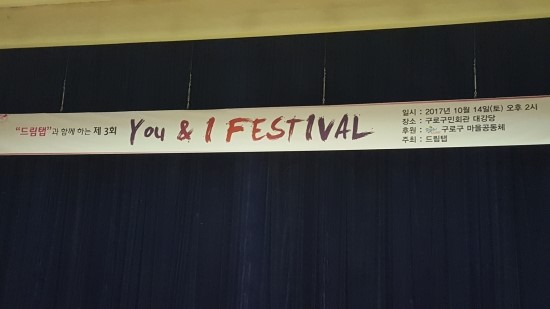 "드림탭"과 함께 하는 제 3회
You & I FESTIVAL
일시 : 2017년 10월 14일(토) 오후 2시
장소 : 구로구민회관 대강당
후원 : 구로구 마을공동체
주최 : 드림탭